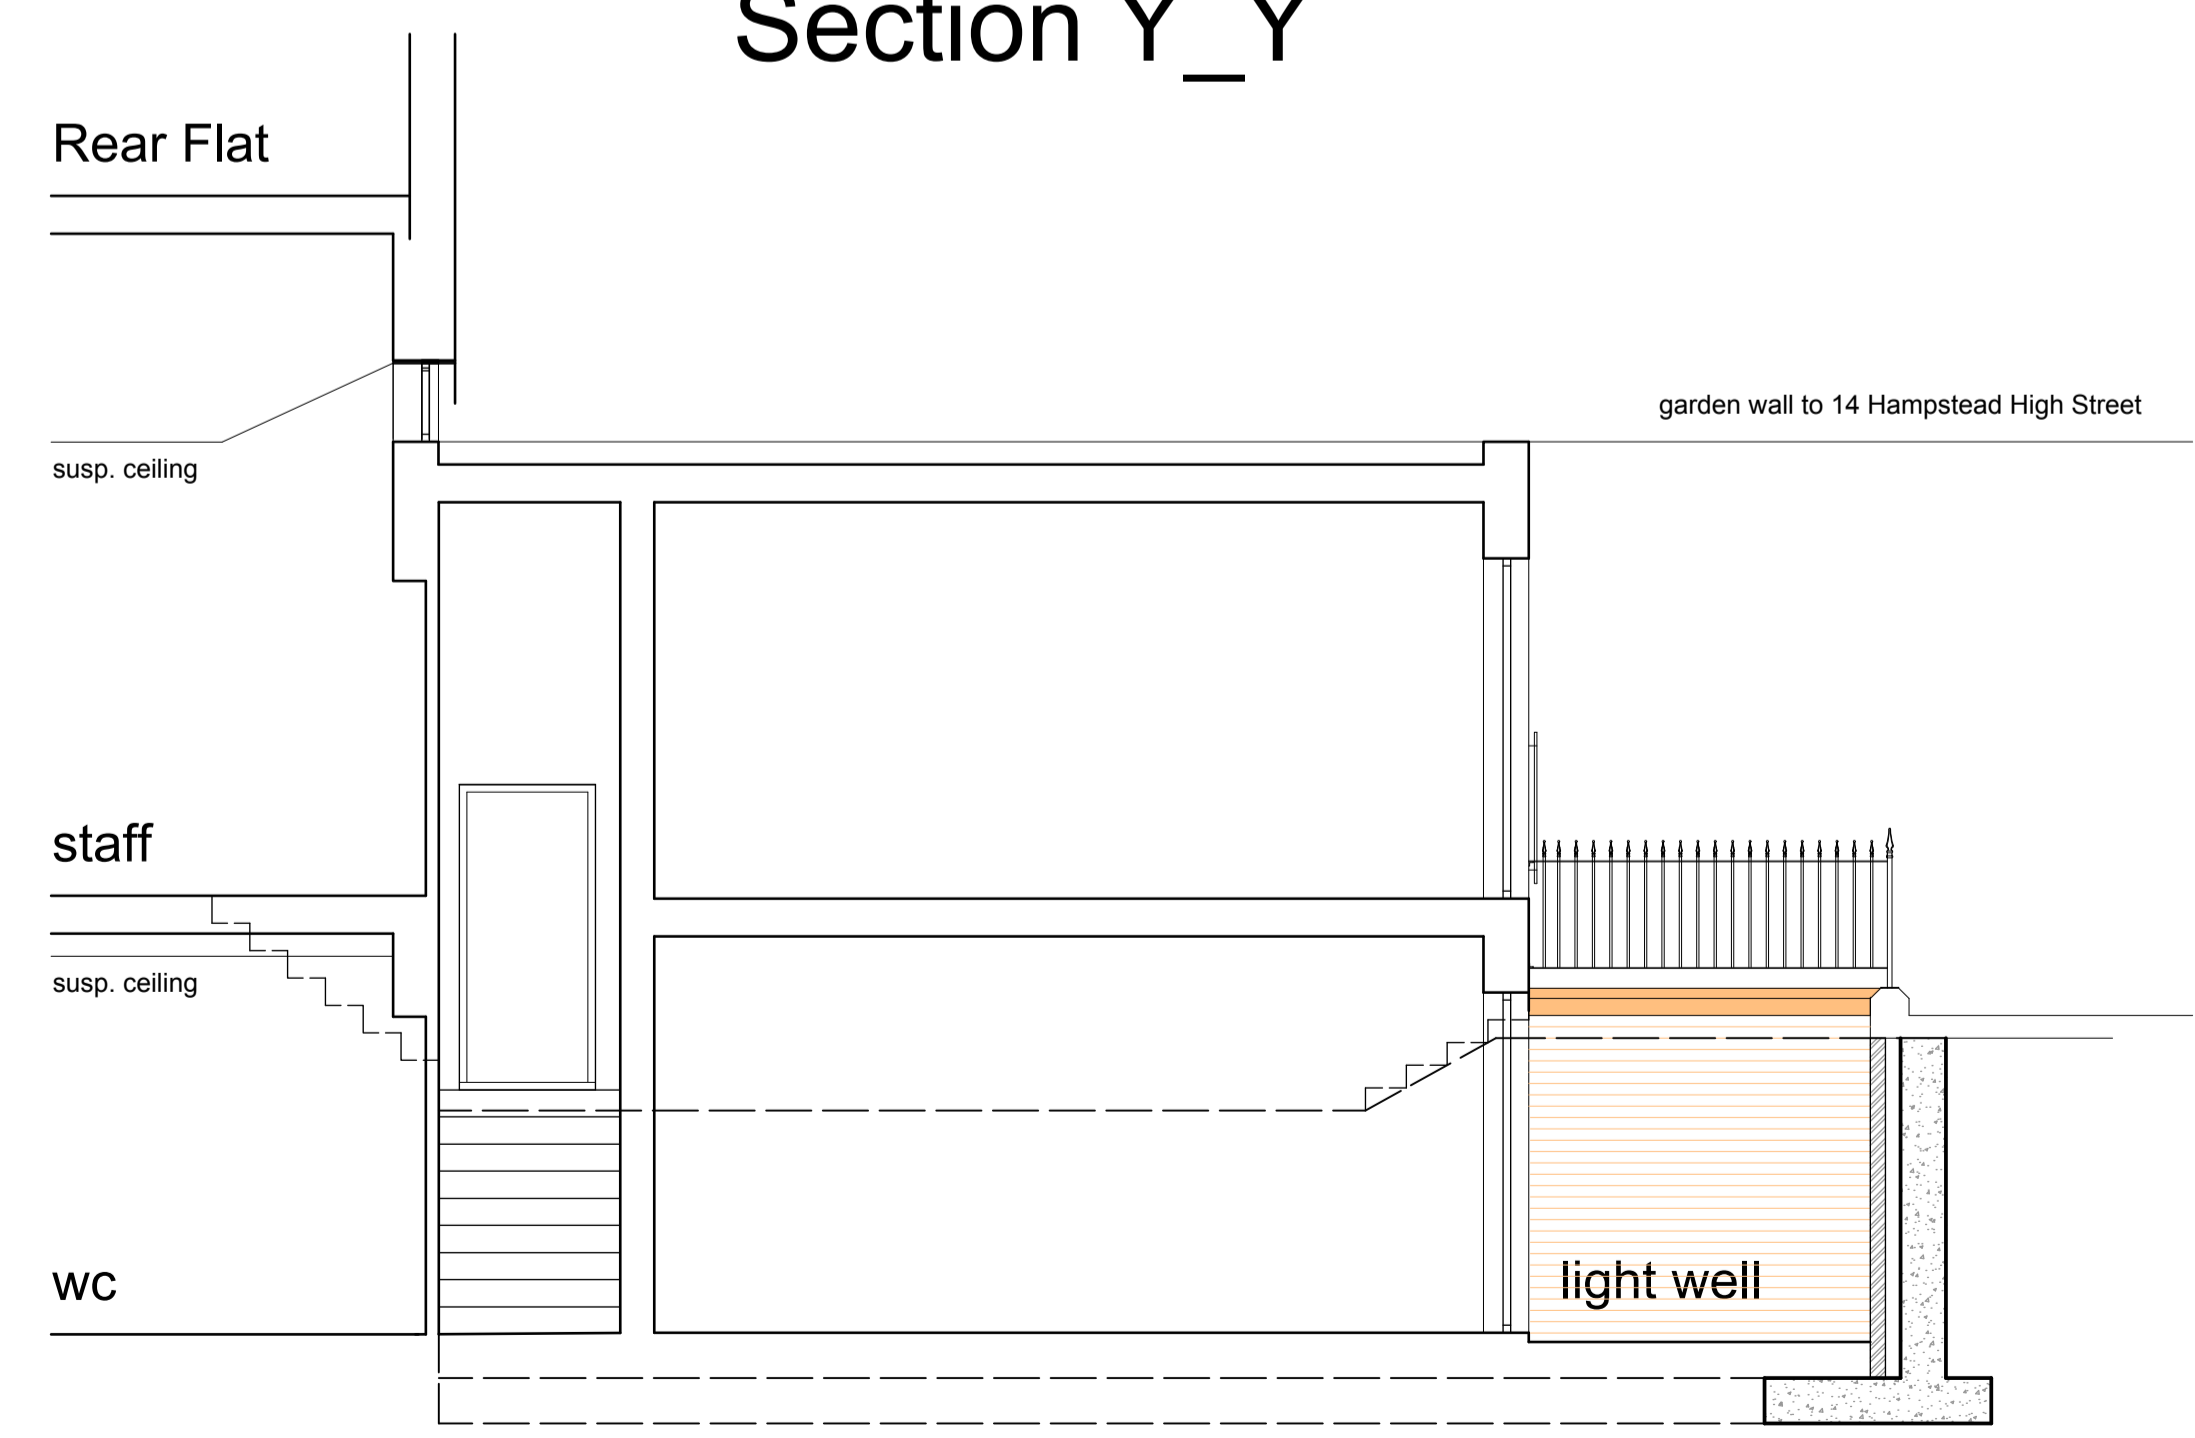 Section Y_Y
Rear Flat
garden wall to 14 Hampstead High Street
susp. ceiling
staff
susp. ceiling
wc
light well